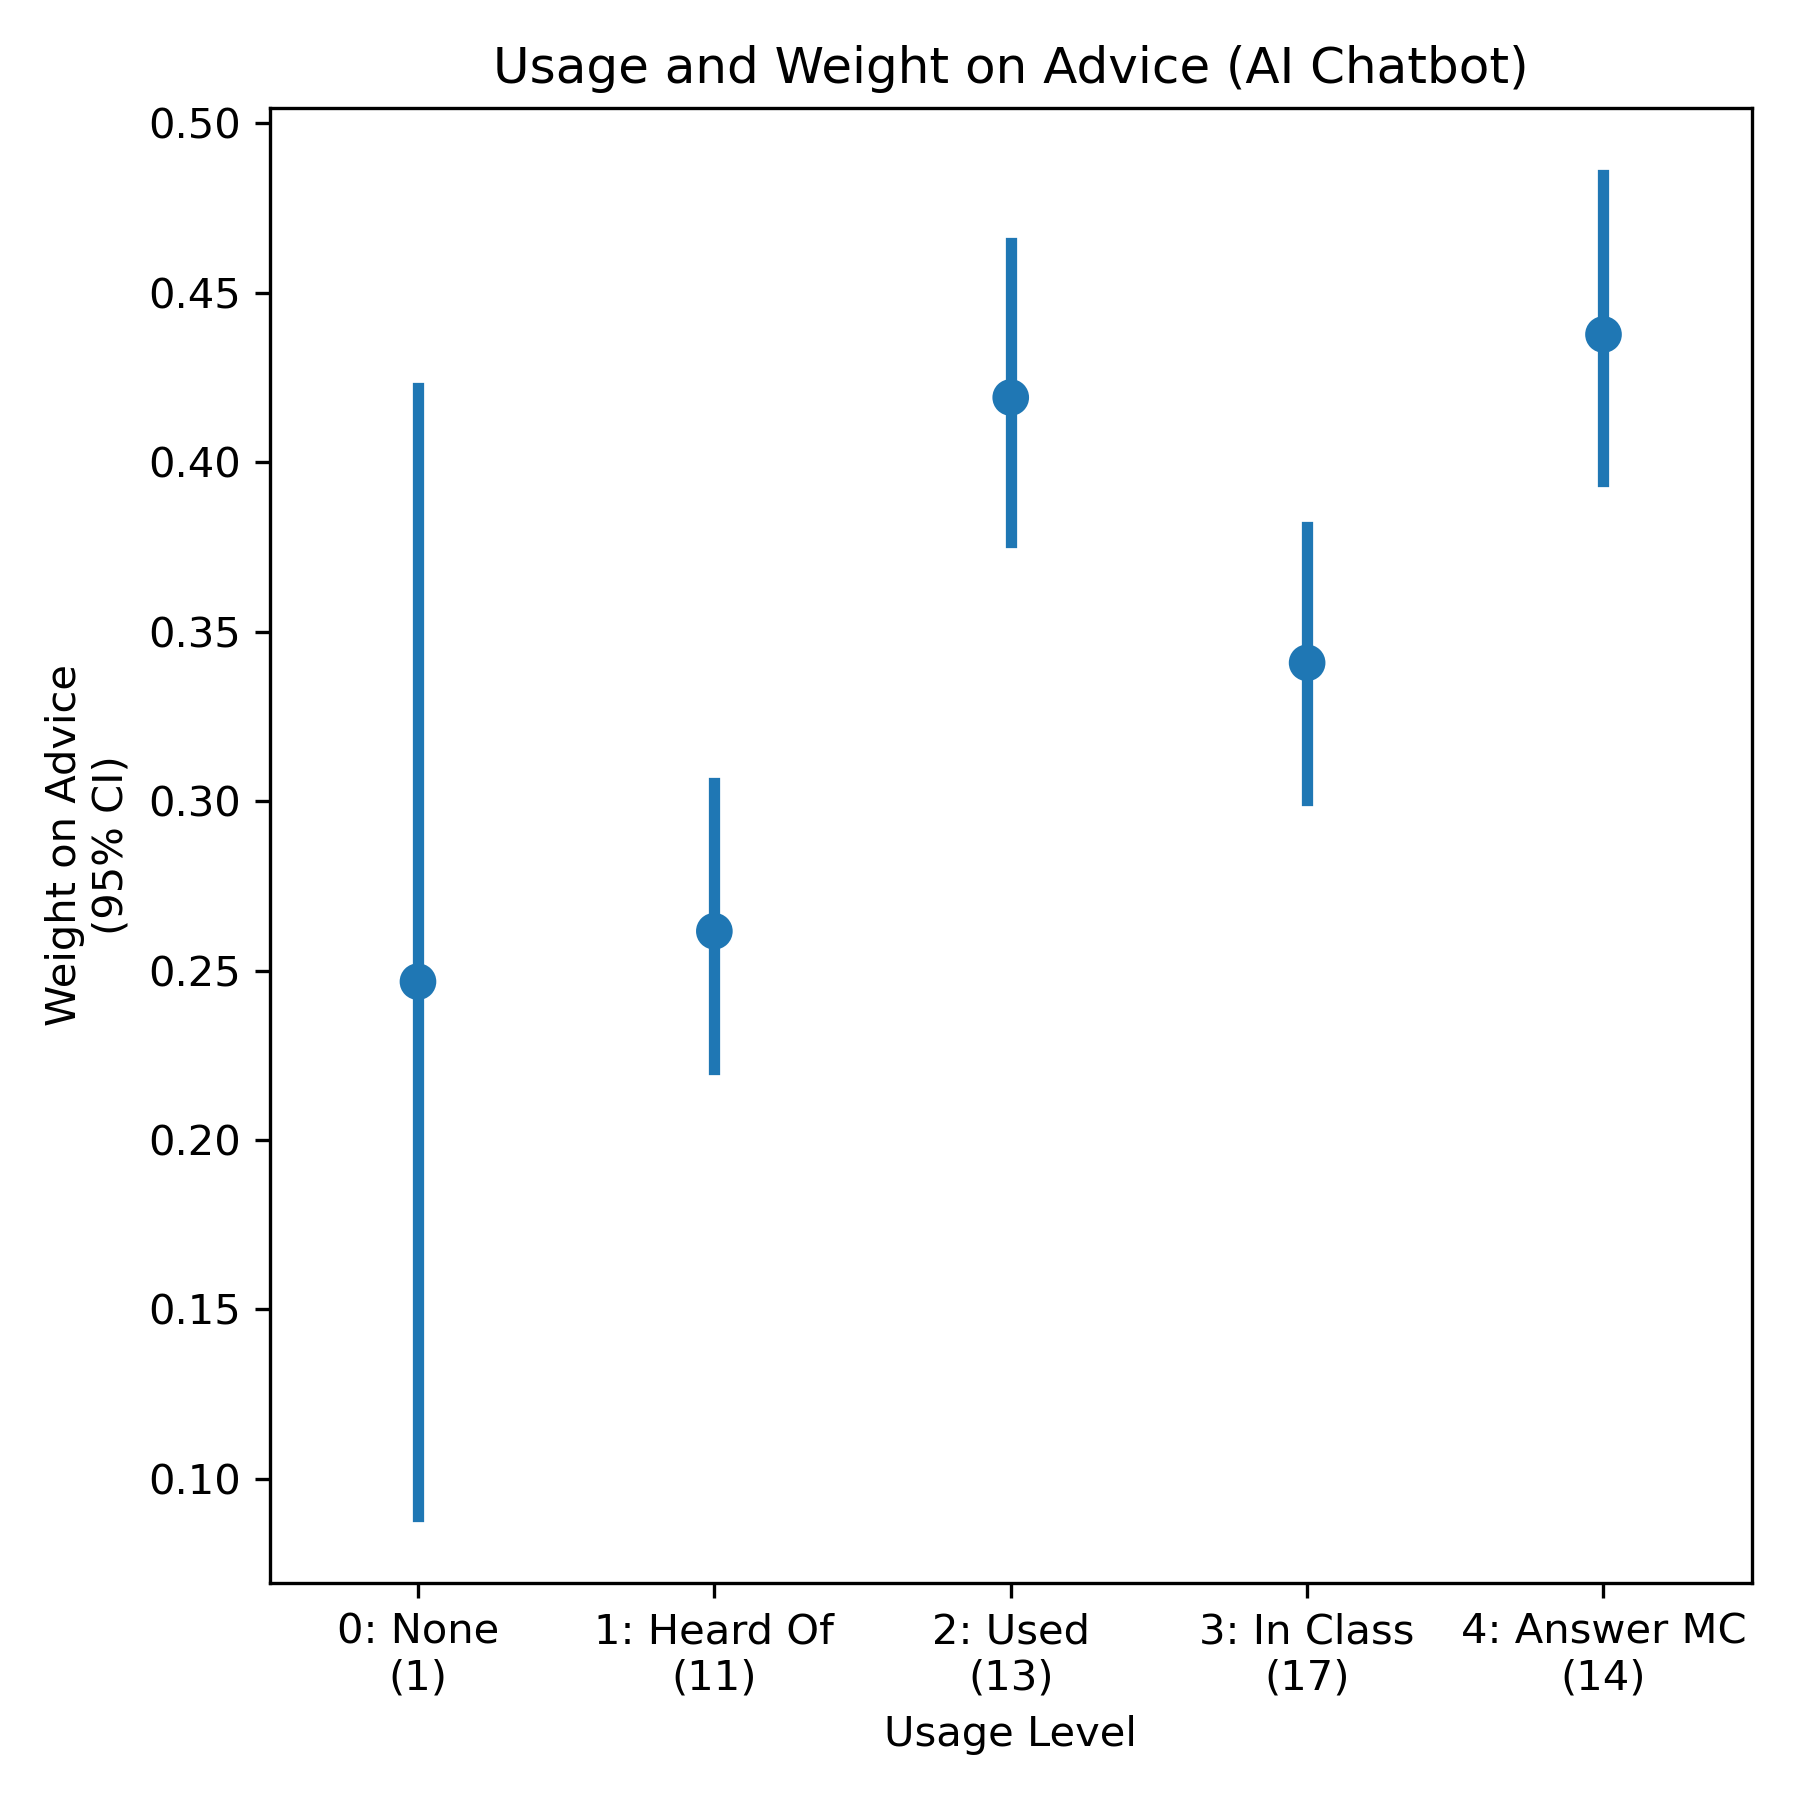 Usage and Weight on Advice (AI Chatbot)
Weight on Advice
(95% CI)
0.50
0.45
0.40
0.35
0.30
0.25
0.20
0.15
0.10
0: None
(1)
1: Heard Of
(11)
2: Used
(13)
3: In Class
(17)
4: Answer MC
(14)
Usage Level